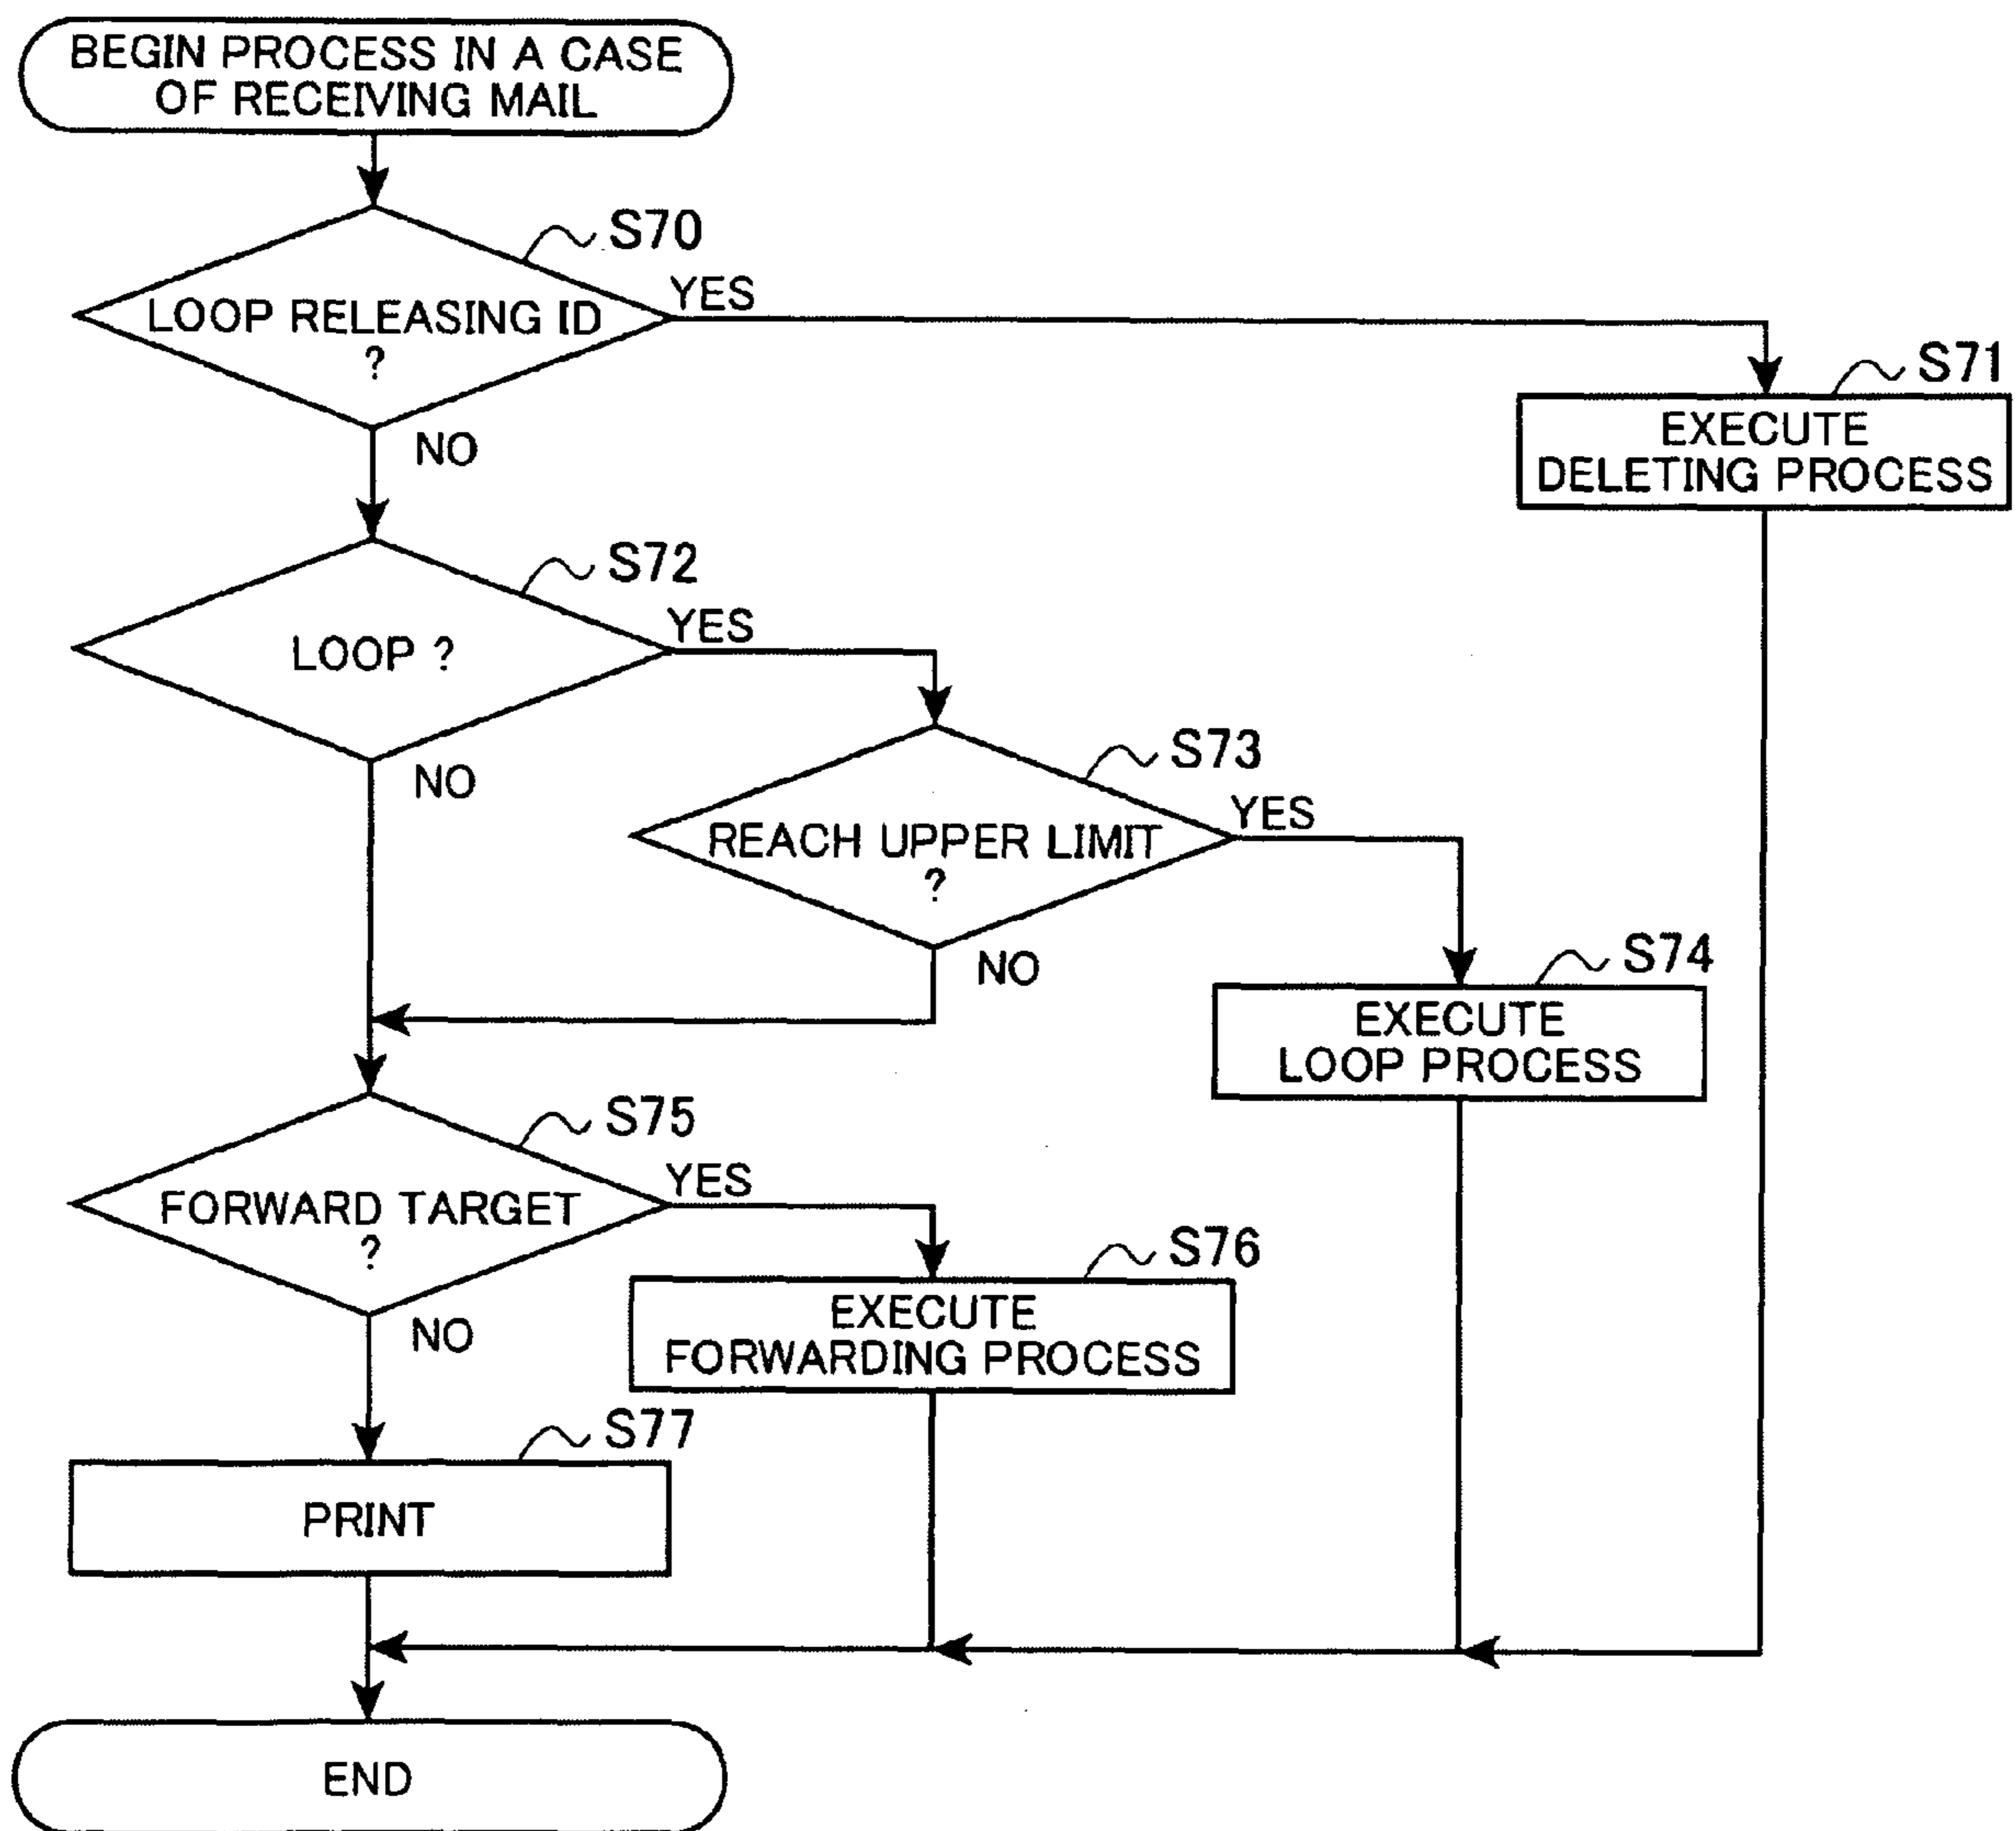 BEGIN PROCESS IN A CASE
OF RECEIVING MAIL
S70
LOOP RELEASING ID
?
YES
NO
S71
EXECUTE
DELETING PROCESS
S72
LOOP ?
YES
NO
S73
REACH UPPER LIMIT
?
YES
NO
S74
EXECUTE
LOOP PROCESS
S75
FORWARD TARGET
?
YES
NO
S76
EXECUTE
FORWARDING PROCESS
S77
PRINT
END